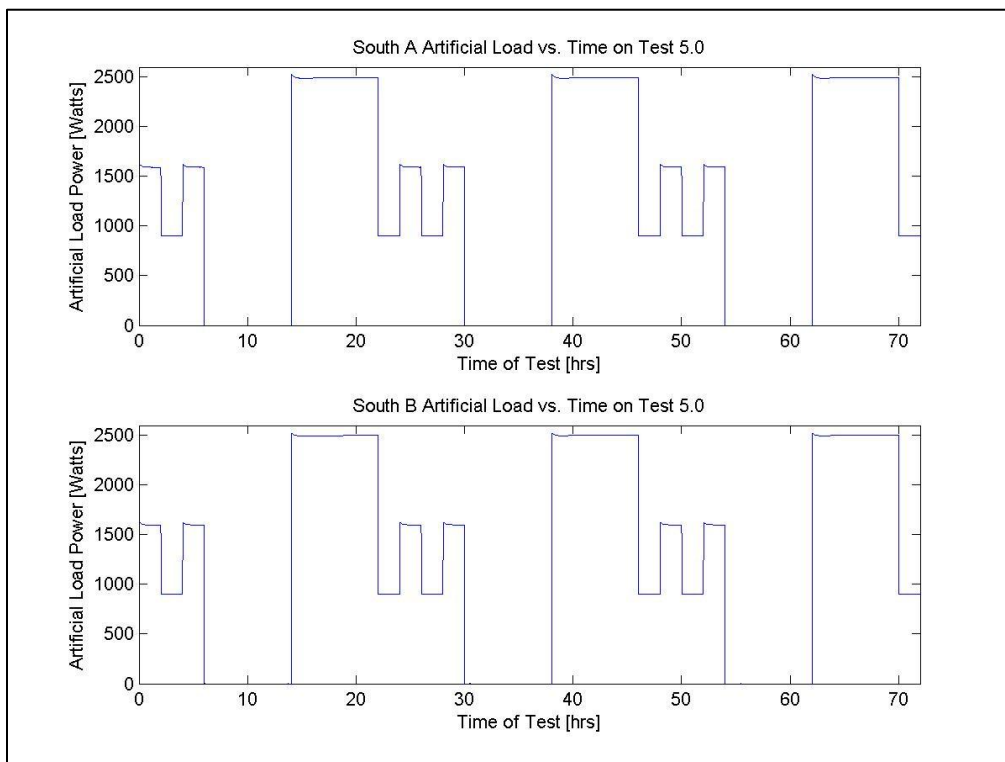 South A Artificial Load vs. Time on Test 5.0
Artificial Load Power [Watts]
2500
2000
1500
1000
500
0
0 10 20 30 40 50 60 70
Time of Test [hrs]
South B Artificial Load vs. Time on Test 5.0
Artificial Load Power [Watts]
2500
2000
1500
1000
500
0
0 10 20 30 40 50 60 70
Time of Test [hrs]